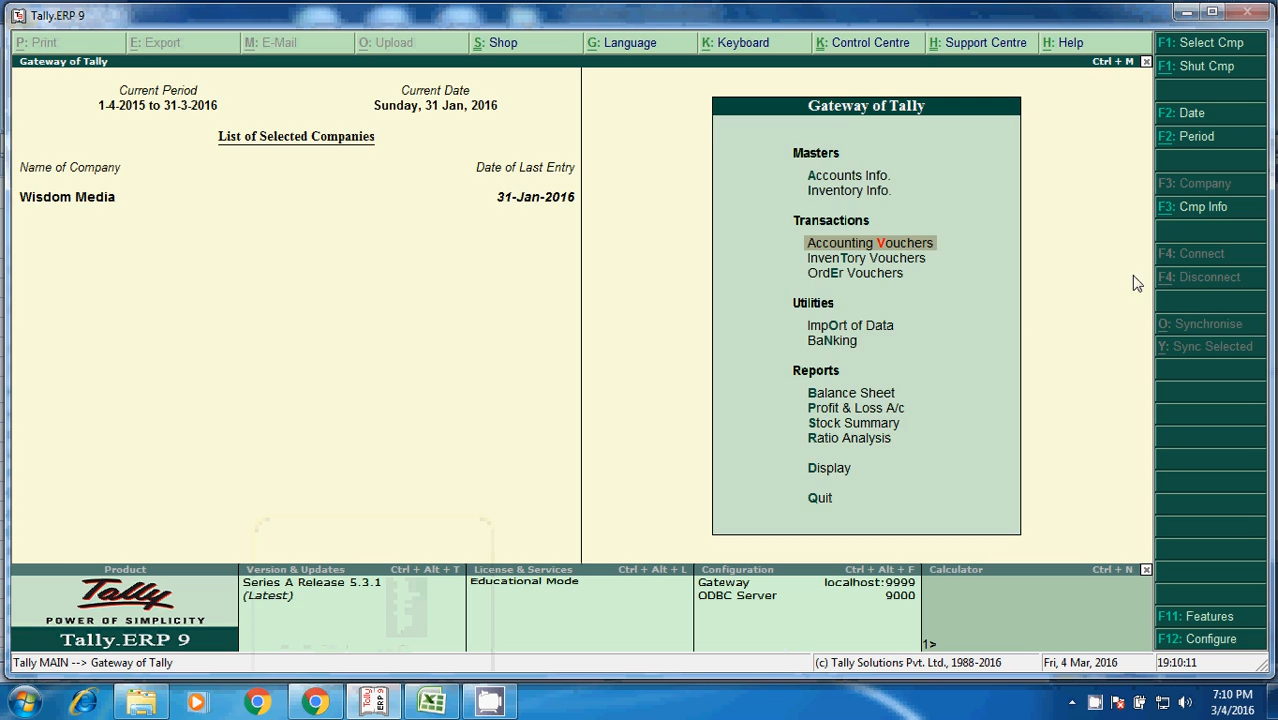 Tally.ERP 9
P: Print
E: Export
M: E-Mail
O: Upload
S: Shop
G: Language
K: Keyboard
K: Control Centre
H: Support Centre
H: Help
Gateway of Tally
Ctrl + M
Current Period
1-4-2015 to 31-3-2016
Current Date
Sunday, 31 Jan, 2016
List of Selected Companies
Name of Company
Date of Last Entry
Wisdom Media
31-Jan-2016
Gateway of Tally
Masters
Accounts Info.
Inventory Info.
Transactions
Accounting Vouchers
InvenTory Vouchers
OrdEr Vouchers
Utilities
ImpOrt of Data
BaNking
Reports
Balance Sheet
Profit & Loss A/c
Stock Summary
Ratio Analysis
Display
Quit
F1: Select Cmp
F1: Shut Cmp
F2: Date
F2: Period
F3: Company
F3: Cmp Info
F4: Connect
F4: Disconnect
O: Synchronise
Y: Sync Selected
F11: Features
F12: Configure
Product
Tally
POWER OF SIMPLICITY
Tally.ERP 9
Version & Updates
Ctrl + Alt + T
Series A Release 5.3.1
(Latest)
License & Services
Ctrl + Alt + L
Educational Mode
Configuration
Ctrl + Alt + F
Gateway
localhost:9999
ODBC Server
9000
Calculator
Ctrl + N
1>
Tally MAIN --> Gateway of Tally
(c) Tally Solutions Pvt. Ltd., 1988-2016
Fri, 4 Mar, 2016
19:10:11
7:10 PM
3/4/2016